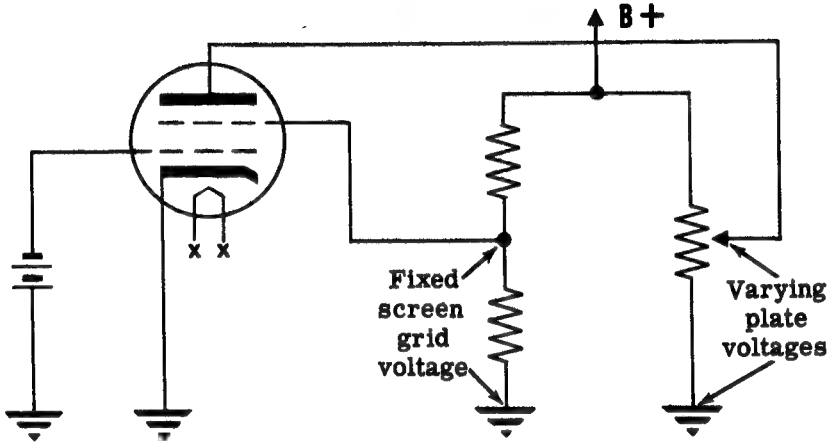 B+
X X
Fixed
screen
grid
voltage
Varying
plate
voltages